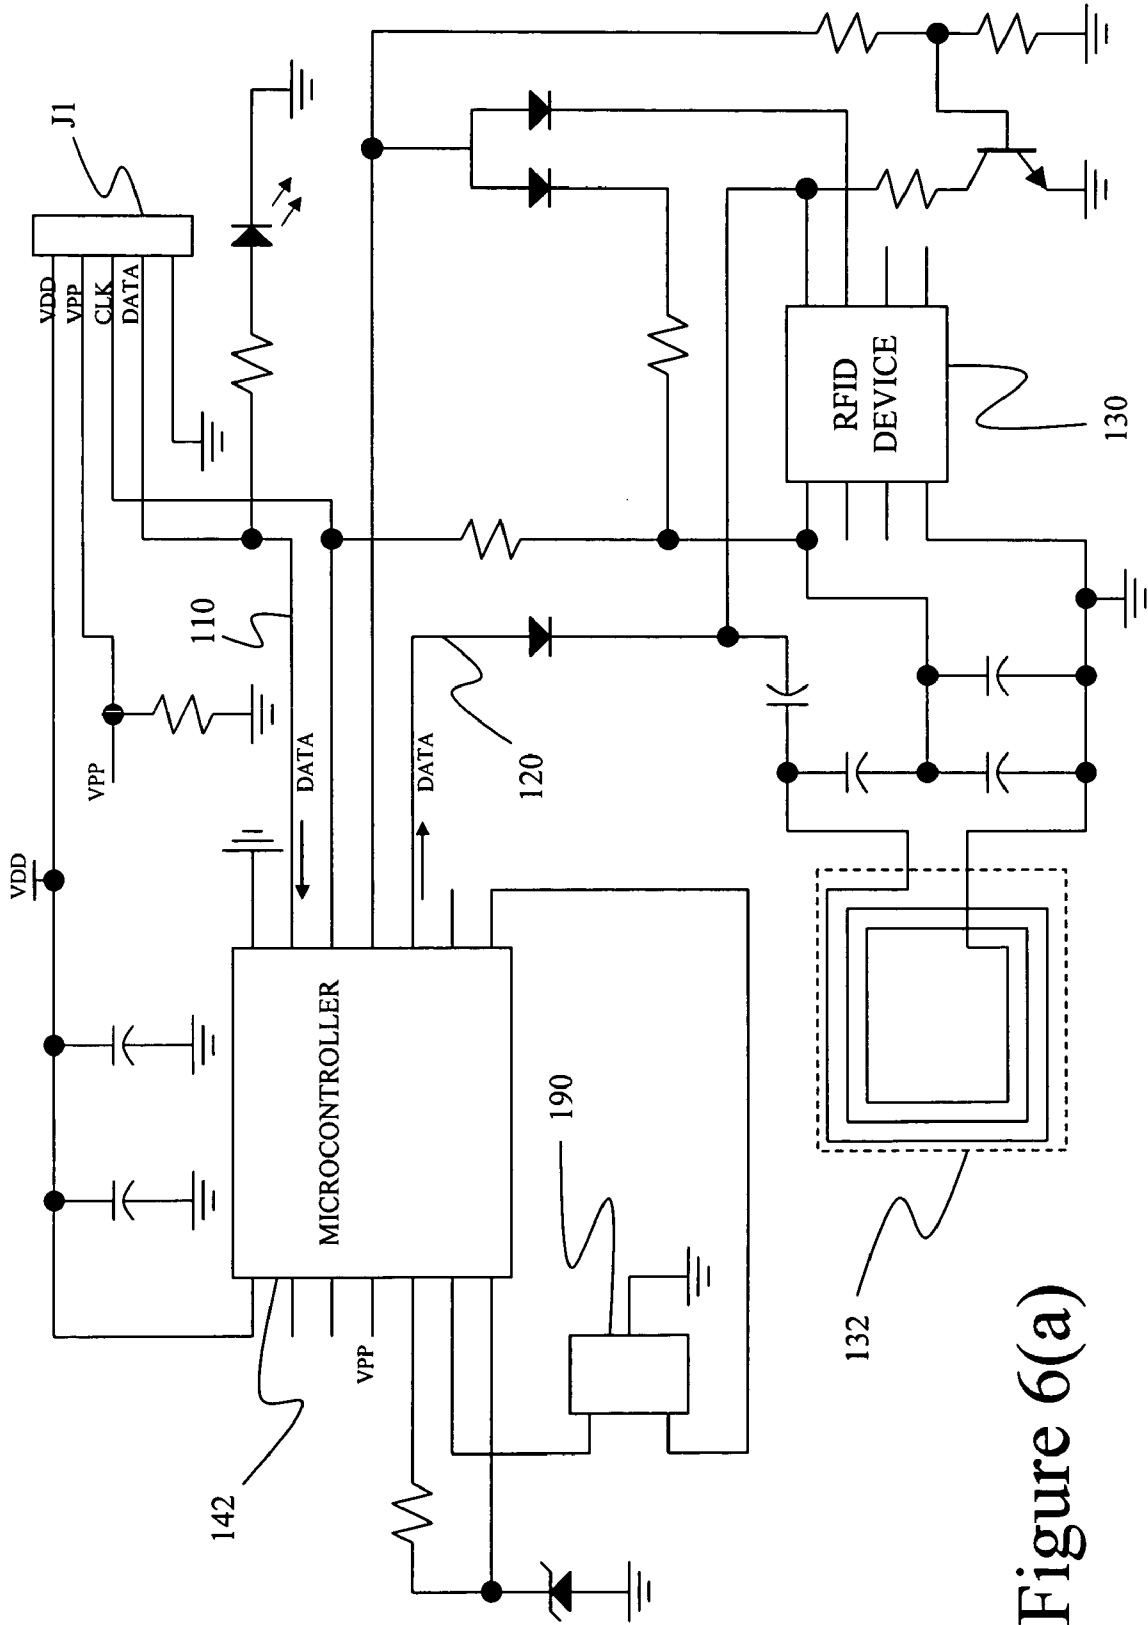 J1
VDD
VPP
CLK
DATA
VDD
VPP
110
DATA
DATA
120
MICROCONTROLLER
142
VPP
190
RFID
DEVICE
130
132
Figure 6(a)